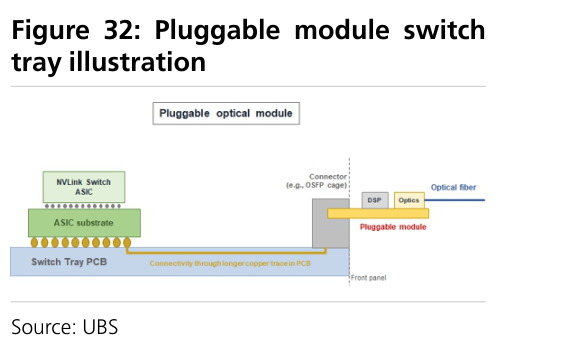 Figure 32: Pluggable module switch
tray illustration
Pluggable optical module
NVLink Switch
ASIC
ASIC substrate
Switch Tray PCB
Connectivity through longer copper trace in PCB
Connector
(e.g., OSFP cage)
DSP
Optics
Optical fiber
Pluggable module
Front panel
Source: UBS